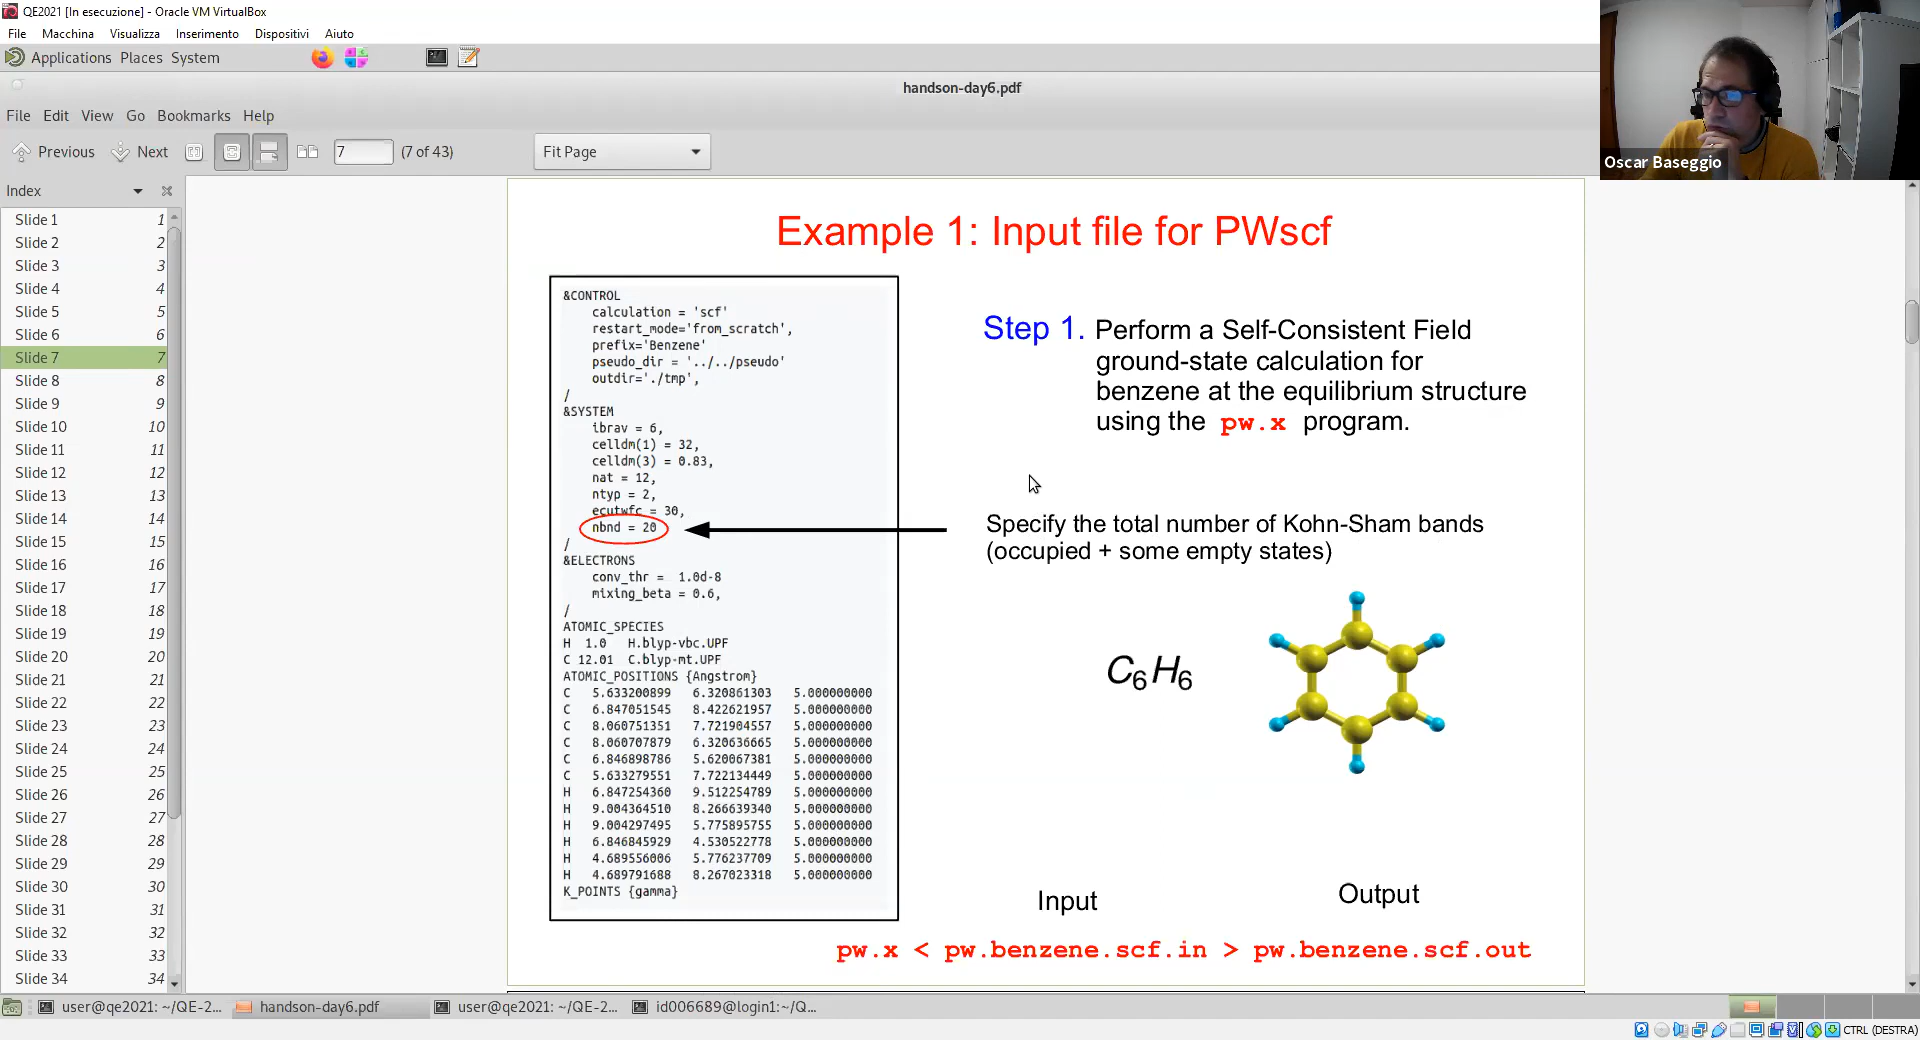 QE2021 [In esecuzione] - Oracle VM VirtualBox
File Macchina Visualizza Inserimento Dispositivi Aiuto
Applications Places System
handson-day6.pdf
File Edit View Go Bookmarks Help
Previous Next 7 (7 of 43) Fit Page
Oscar Baseggio
Index
Slide 1 1
Slide 2 2
Slide 3 3
Slide 4 4
Slide 5 5
Slide 6 6
Slide 7 7
Slide 8 8
Slide 9 9
Slide 10 10
Slide 11 11
Slide 12 12
Slide 13 13
Slide 14 14
Slide 15 15
Slide 16 16
Slide 17 17
Slide 18 18
Slide 19 19
Slide 20 20
Slide 21 21
Slide 22 22
Slide 23 23
Slide 24 24
Slide 25 25
Slide 26 26
Slide 27 27
Slide 28 28
Slide 29 29
Slide 30 30
Slide 31 31
Slide 32 32
Slide 33 33
Slide 34 34
Example 1: Input file for PWscf
&CONTROL
calculation = 'scf'
restart_mode='from_scratch',
prefix='Benzene'
pseudo_dir = '../../pseudo'
outdir='./tmp',
/
&SYSTEM
ibrav = 6,
celldm(1) = 32,
celldm(3) = 0.83,
nat = 12,
ntyp = 2,
ecutwfc = 30,
nbnd = 20
/
&ELECTRONS
conv_thr = 1.0d-8
mixing_beta = 0.6,
/
ATOMIC_SPECIES
H 1.0 H.blyp-vbc.UPF
C 12.01 C.blyp-mt.UPF
ATOMIC_POSITIONS {Angstrom}
C 5.633200899 6.320861303 5.000000000
C 6.847051545 8.422621957 5.000000000
C 8.060751351 7.721904557 5.000000000
C 8.060707879 6.320636665 5.000000000
C 6.846898786 5.620067381 5.000000000
C 5.633279551 7.722134449 5.000000000
H 6.847254360 9.512254789 5.000000000
H 9.004364510 8.266639340 5.000000000
H 9.004297495 5.775895755 5.000000000
H 6.846845929 4.530522778 5.000000000
H 4.689556006 5.776237709 5.000000000
H 4.689791688 8.267023318 5.000000000
K_POINTS {gamma}
Step 1. Perform a Self-Consistent Field
ground-state calculation for
benzene at the equilibrium structure
using the pw.x program.
Specify the total number of Kohn-Sham bands
(occupied + some empty states)
C6H6
Input Output
pw.x < pw.benzene.scf.in > pw.benzene.scf.out
user@qe2021: ~/QE-2... handson-day6.pdf user@qe2021: ~/QE-2... id006689@login1:~/Q...
CTRL (DESTRA)